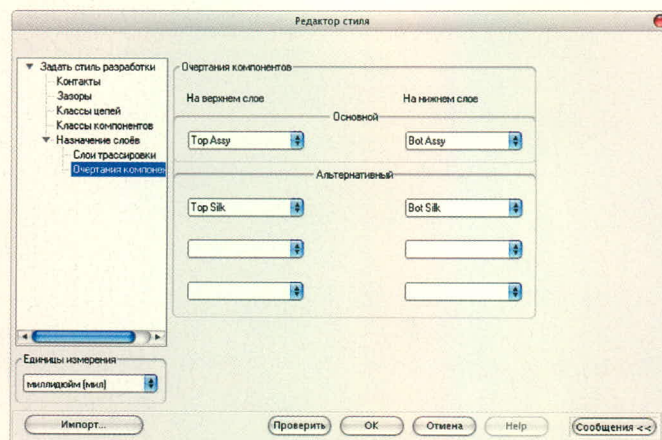 Редактор стиля
Задать стиль разработки
Контакты
Зазоры
Классы цепей
Классы компонентов
Назначение слоёв
Слои трассировки
Очертания компонен
Единицы измерения
миллидюйм (мил)
Очертания компонентов
На верхнем слое На нижнем слое
Основной
Top Assy Bot Assy
Альтернативный
Top Silk Bot Silk
Импорт... Проверить OK Отмена Help Сообщения <<